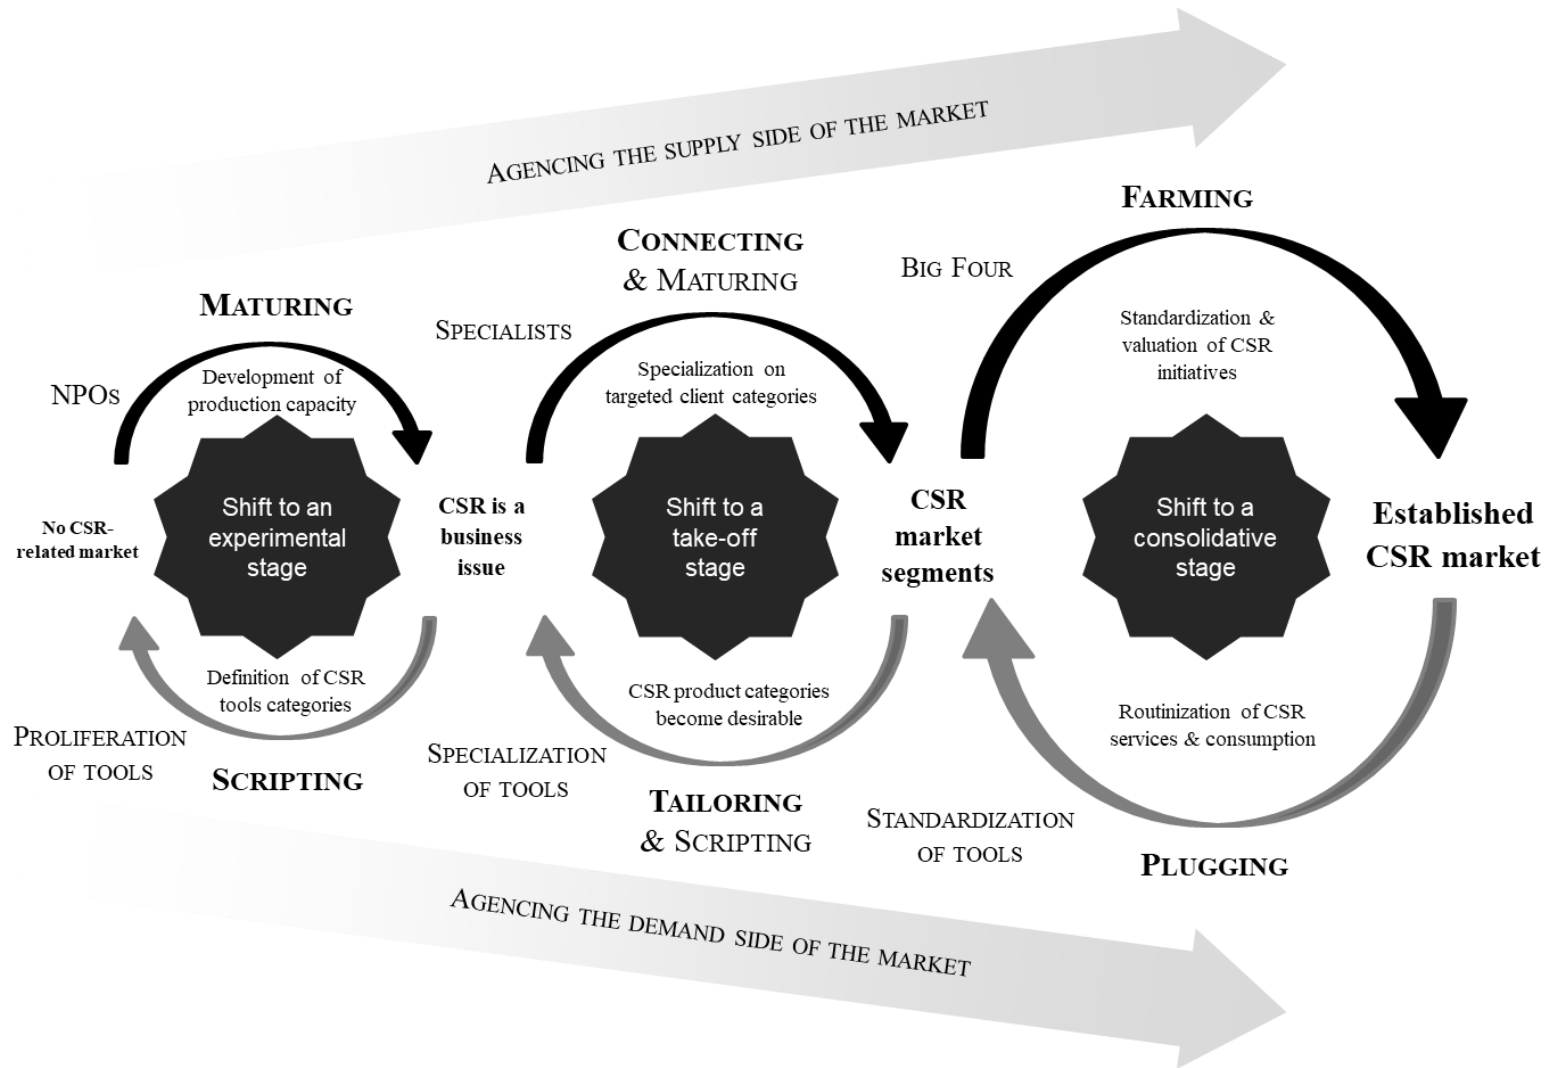 AGENCING THE SUPPLY SIDE OF THE MARKET
MATURING
NPOS
Development of
production capacity
No CSR-
related market
Shift to an
experimental
stage
CSR is a
business
issue
Definition of CSR
tools categories
PROLIFERATION
OF TOOLS
SCRIPTING
CONNECTING
& MATURING
SPECIALISTS
Specialization on
targeted client categories
Shift to a
take-off
stage
CSR
market
segments
CSR product categories
become desirable
SPECIALIZATION
OF TOOLS
TAILORING
& SCRIPTING
FARMING
BIG FOUR
Standardization &
valuation of CSR
initiatives
Shift to a
consolidative
stage
Established
CSR market
Routinization of CSR
services & consumption
STANDARDIZATION
OF TOOLS
PLUGGING
AGENCING THE DEMAND SIDE OF THE MARKET